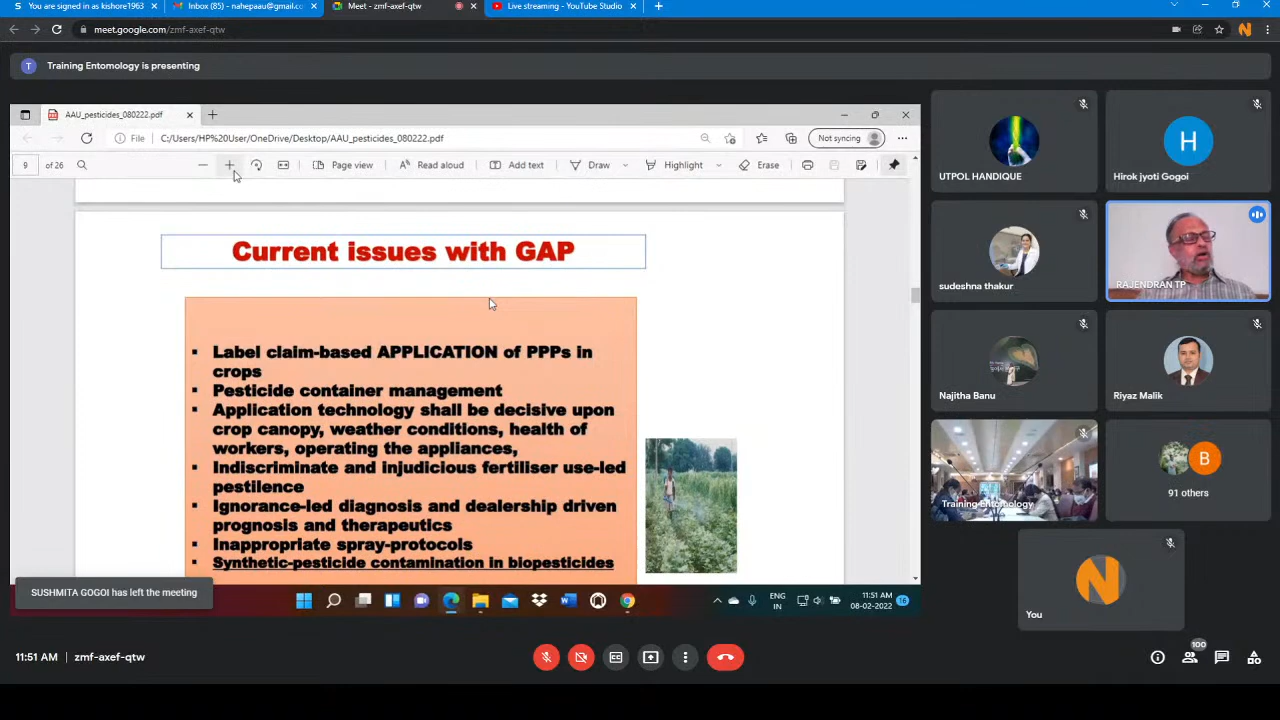 You are signed in as kishore1963
Inbox (85) - nahepaau@gmail.co
Meet - zmf-axef-qtw
Live streaming - YouTube Studio
meet.google.com/zmf-axef-qtw
T
Training Entomology is presenting
AAU_pesticides_080222.pdf
File
C:/Users/HP%20User/OneDrive/Desktop/AAU_pesticides_080222.pdf
Not syncing
9
of 26
Page view
Read aloud
Add text
Draw
Highlight
Erase
Current issues with GAP
▪ Label claim-based APPLICATION of PPPs in
crops
▪ Pesticide container management
▪ Application technology shall be decisive upon
crop canopy, weather conditions, health of
workers, operating the appliances,
▪ Indiscriminate and injudicious fertiliser use-led
pestilence
▪ Ignorance-led diagnosis and dealership driven
prognosis and therapeutics
▪ Inappropriate spray-protocols
▪ Synthetic-pesticide contamination in biopesticides
SUSHMITA GOGOI has left the meeting
ENG
IN
11:51 AM
08-02-2022
UTPOL HANDIQUE
H
Hirok jyoti Gogoi
sudeshna thakur
RAJENDRAN TP
Najitha Banu
Riyaz Malik
Training Entomology
B
91 others
N
You
11:51 AM | zmf-axef-qtw
100